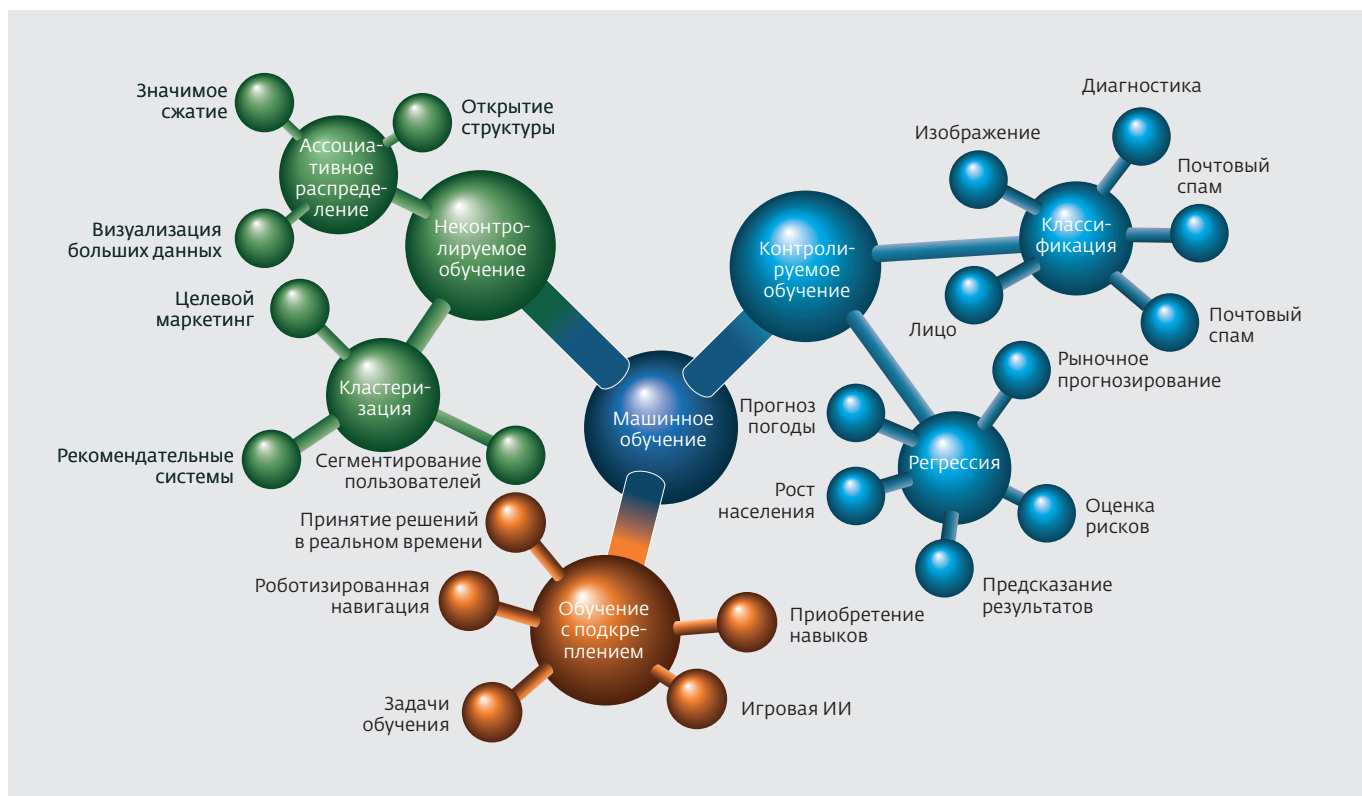 Значимое
сжатие
Открытие
структуры
Ассоциа-
тивное
распреде-
ление
Визуализация
больших данных
Неконтро-
лируемое
обучение
Целевой
маркетинг
Кластери-
зация
Рекомендательные
системы
Сегментирование
пользователей
Машинное
обучение
Контроли-
руемое
обучение
Диагностика
Изображение
Почтовый
спам
Класси-
фикация
Лицо
Почтовый
спам
Рыночное
прогнозирование
Прогноз
погоды
Регрессия
Рост
населения
Оценка
рисков
Предсказание
результатов
Принятие решений
в реальном времени
Роботизированная
навигация
Обучение
с подкре-
плением
Приобретение
навыков
Задачи
обучения
Игровая ИИ